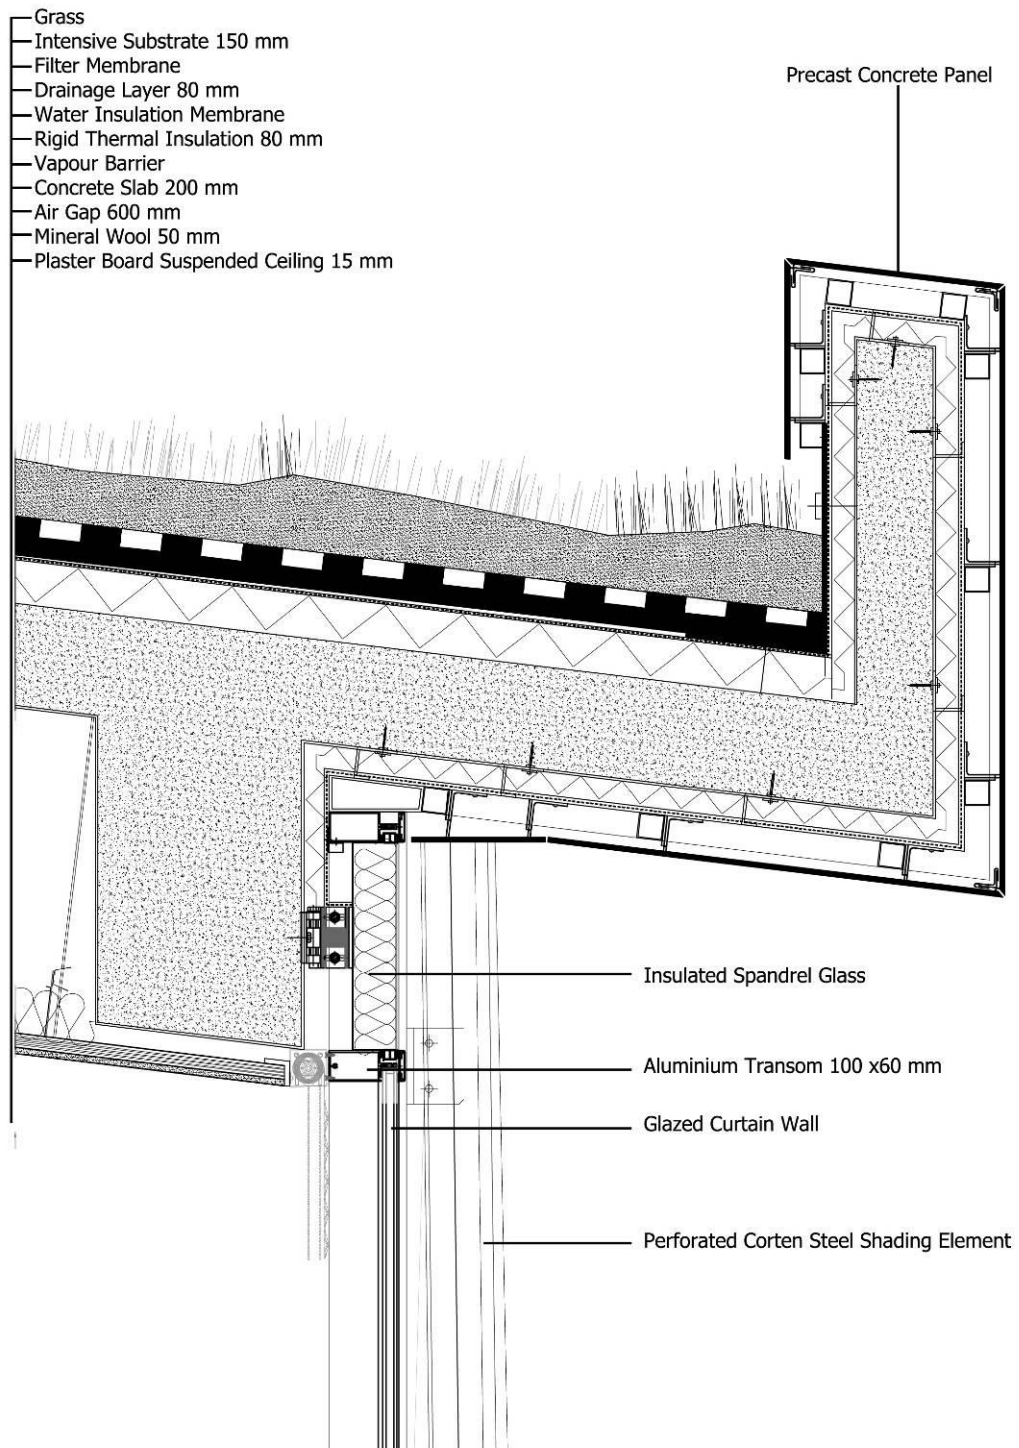 Grass
Intensive Substrate 150 mm
Filter Membrane
Drainage Layer 80 mm
Water Insulation Membrane
Rigid Thermal Insulation 80 mm
Vapour Barrier
Concrete Slab 200 mm
Air Gap 600 mm
Mineral Wool 50 mm
Plaster Board Suspended Ceiling 15 mm
Precast Concrete Panel
Insulated Spandrel Glass
Aluminium Transom 100 x60 mm
Glazed Curtain Wall
Perforated Corten Steel Shading Element